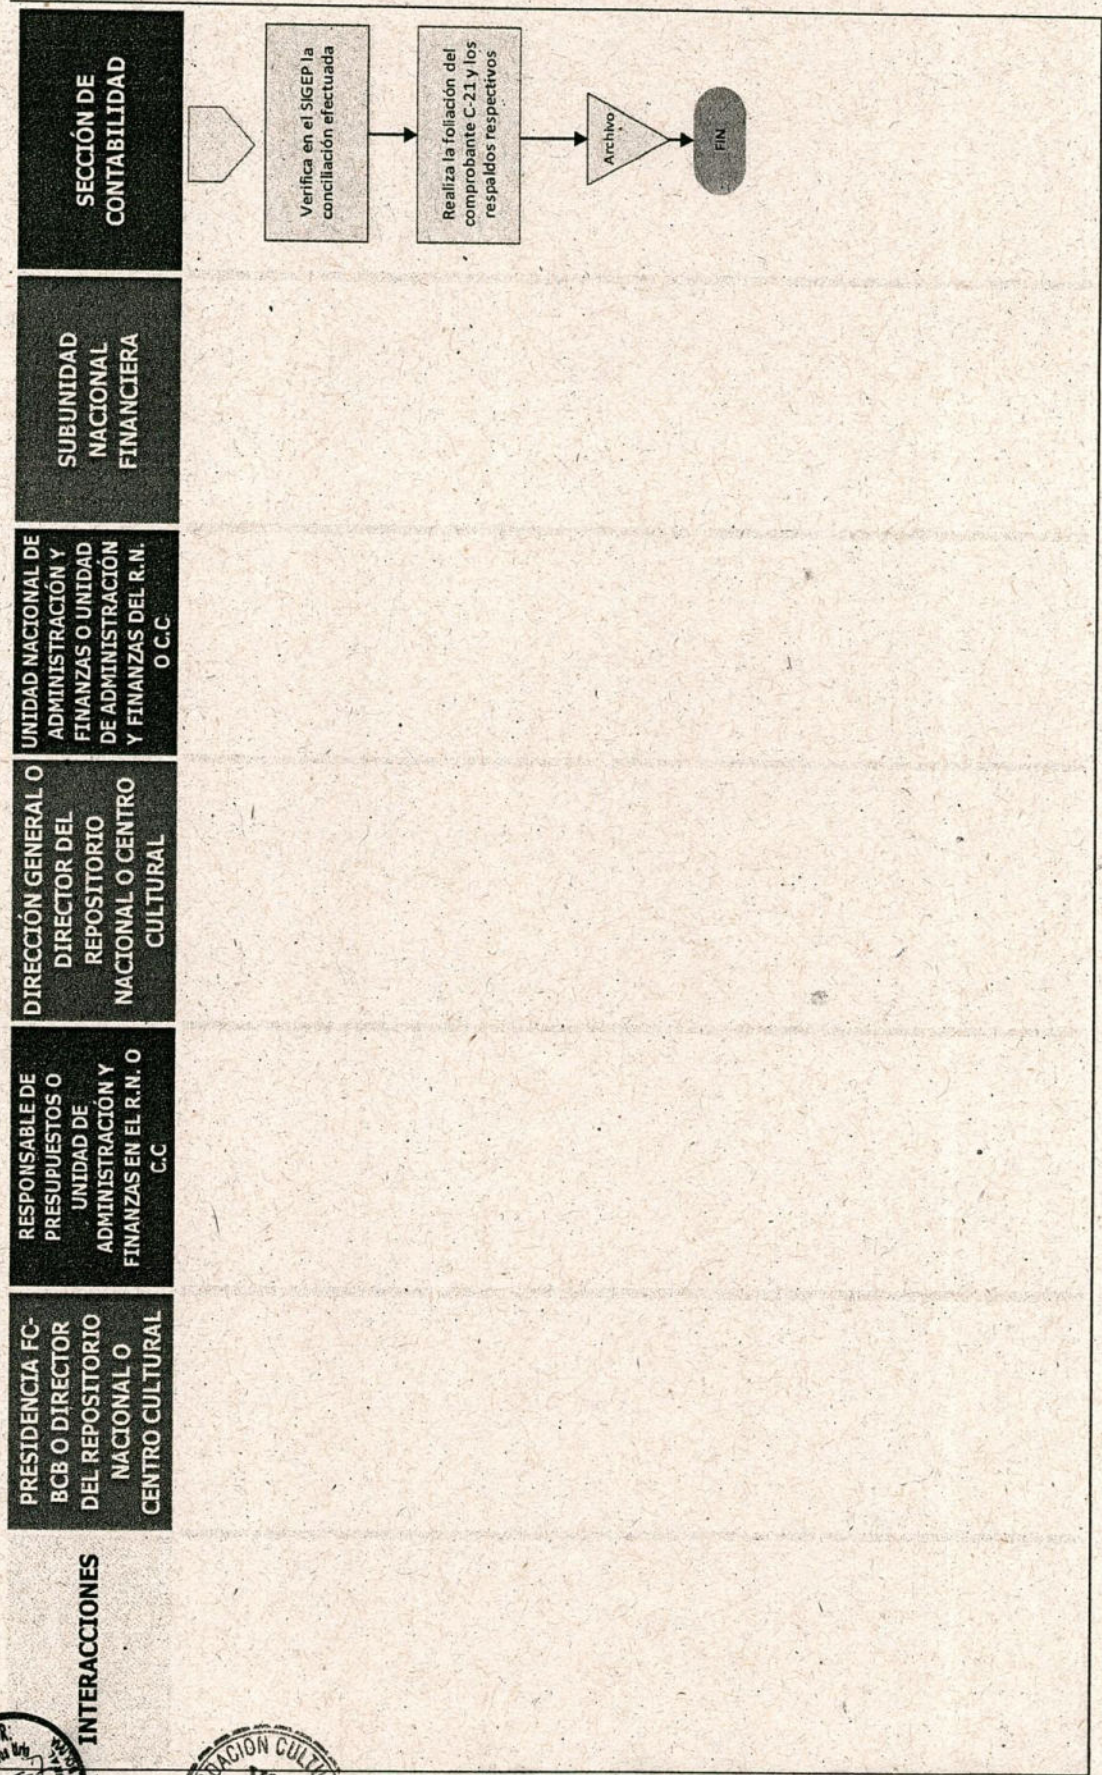 INTERACCIONES
PRESIDENCIA FC-
BCB O DIRECTOR
DEL REPOSITORIO
NACIONAL O
CENTRO CULTURAL
RESPONSABLE DE
PRESUPUESTOS O
UNIDAD DE
ADMINISTRACIÓN Y
FINANZAS EN EL R.N. O
C.C
DIRECCIÓN GENERAL O
DIRECTOR DEL
REPOSITORIO
NACIONAL O CENTRO
CULTURAL
UNIDAD NACIONAL DE
ADMINISTRACIÓN Y
FINANZAS O UNIDAD
DE ADMINISTRACIÓN
Y FINANZAS DEL R.N.
O C.C.
SUBUNIDAD
NACIONAL
FINANCIERA
SECCIÓN DE
CONTABILIDAD
Verifica en el SIGEP la
conciliación efectuada
Realiza la foliación del
comprobante C-21 y los
respaldos respectivos
Archivo
FIN